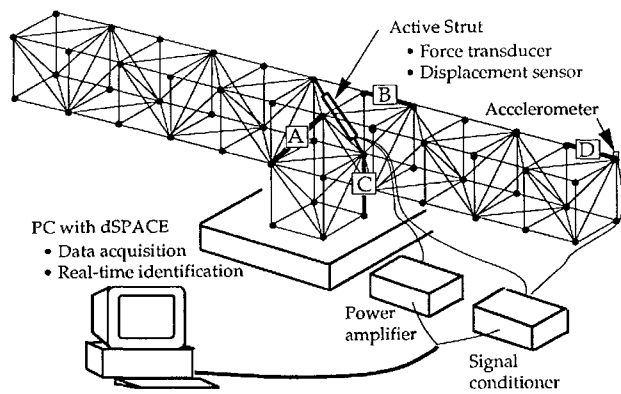 Active Strut
• Force transducer
• Displacement sensor
B
Accelerometer
A
D
C
PC with dSPACE
• Data acquisition
• Real-time identification
Power
amplifier
Signal
conditioner